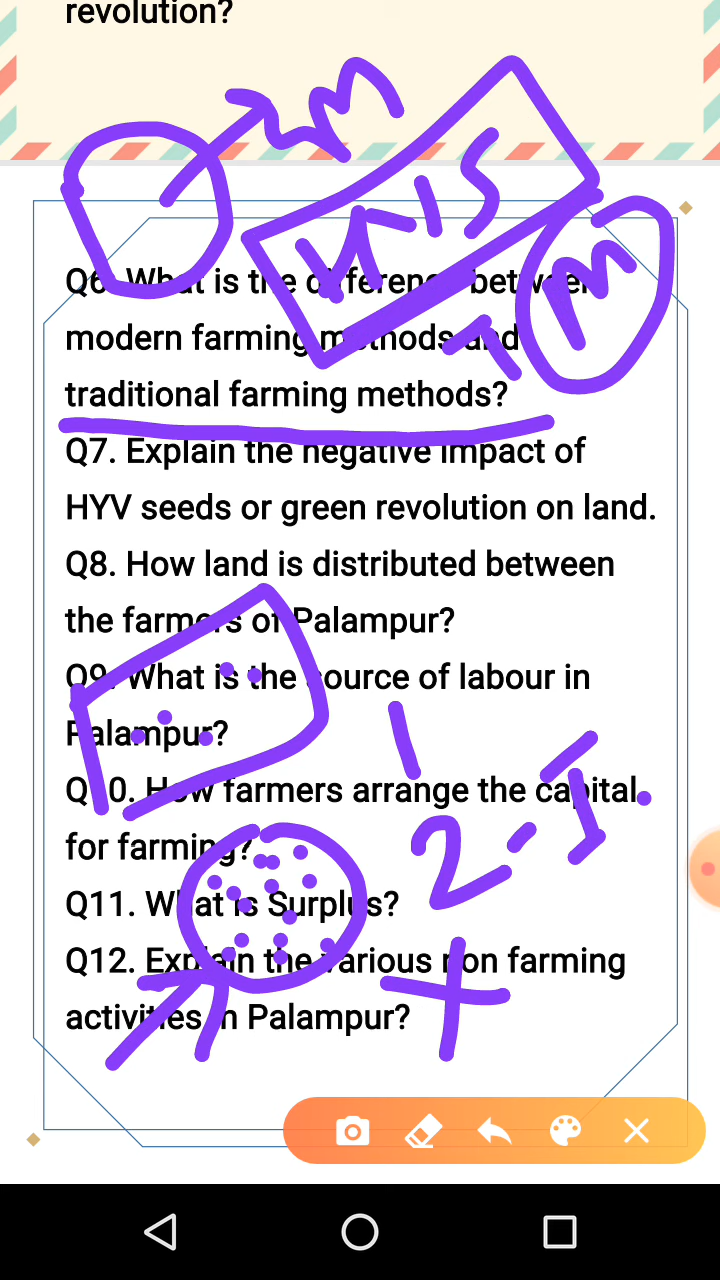 revolution?
Q6. What is the difference between
modern farming methods and
traditional farming methods?
Q7. Explain the negative impact of
HYV seeds or green revolution on land.
Q8. How land is distributed between
the farmers of Palampur?
Q9. What is the source of labour in
Palampur?
Q10. How farmers arrange the capital
for farming?
Q11. What is Surplus?
Q12. Explain the various non farming
activities in Palampur?